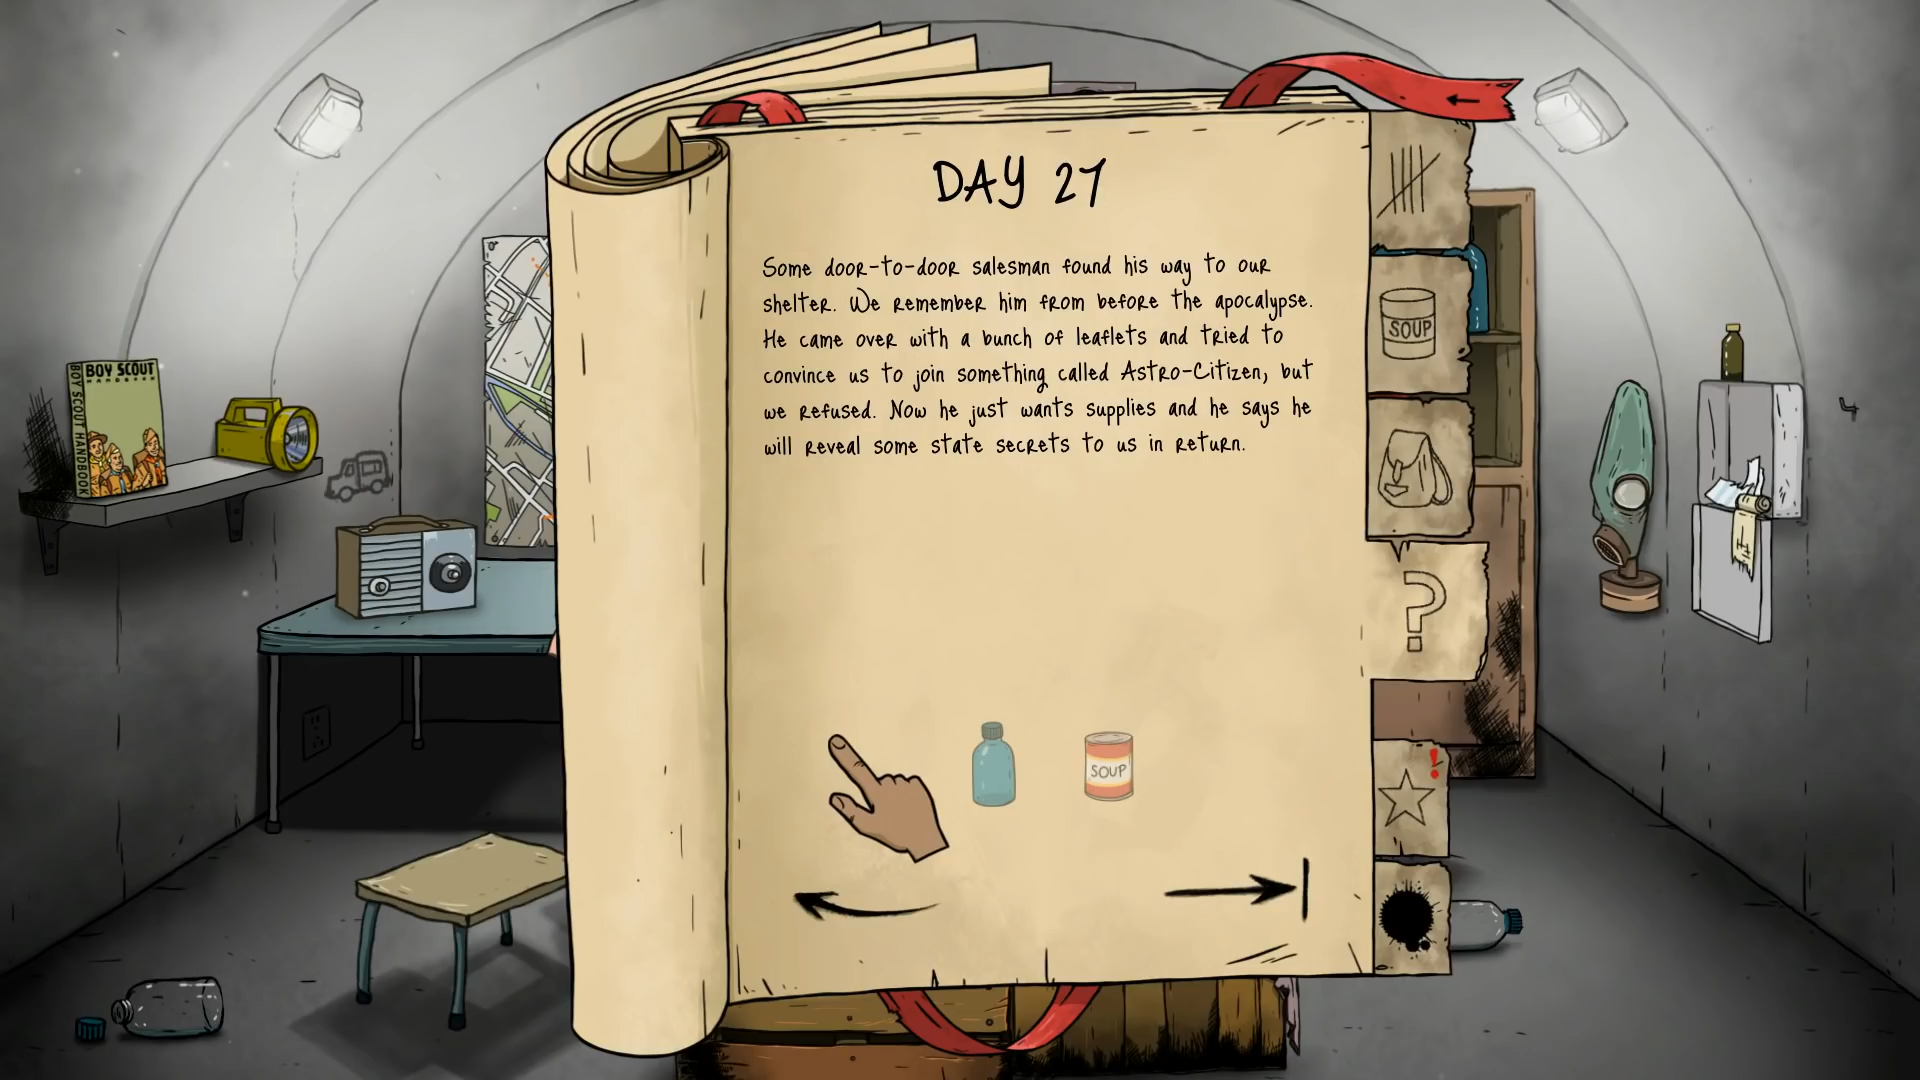 DAY 27
Some door-to-door salesman found his way to our
shelter. We remember him from before the apocalypse.
He came over with a bunch of leaflets and tried to
convince us to join something called Astro-Citizen, but
we refused. Now he just wants supplies and he says he
will reveal some state secrets to us in return.
SOUP
BOY SCOUT
HANDBOOK
BOY SCOUT HANDBOOK
?
!
SOUP